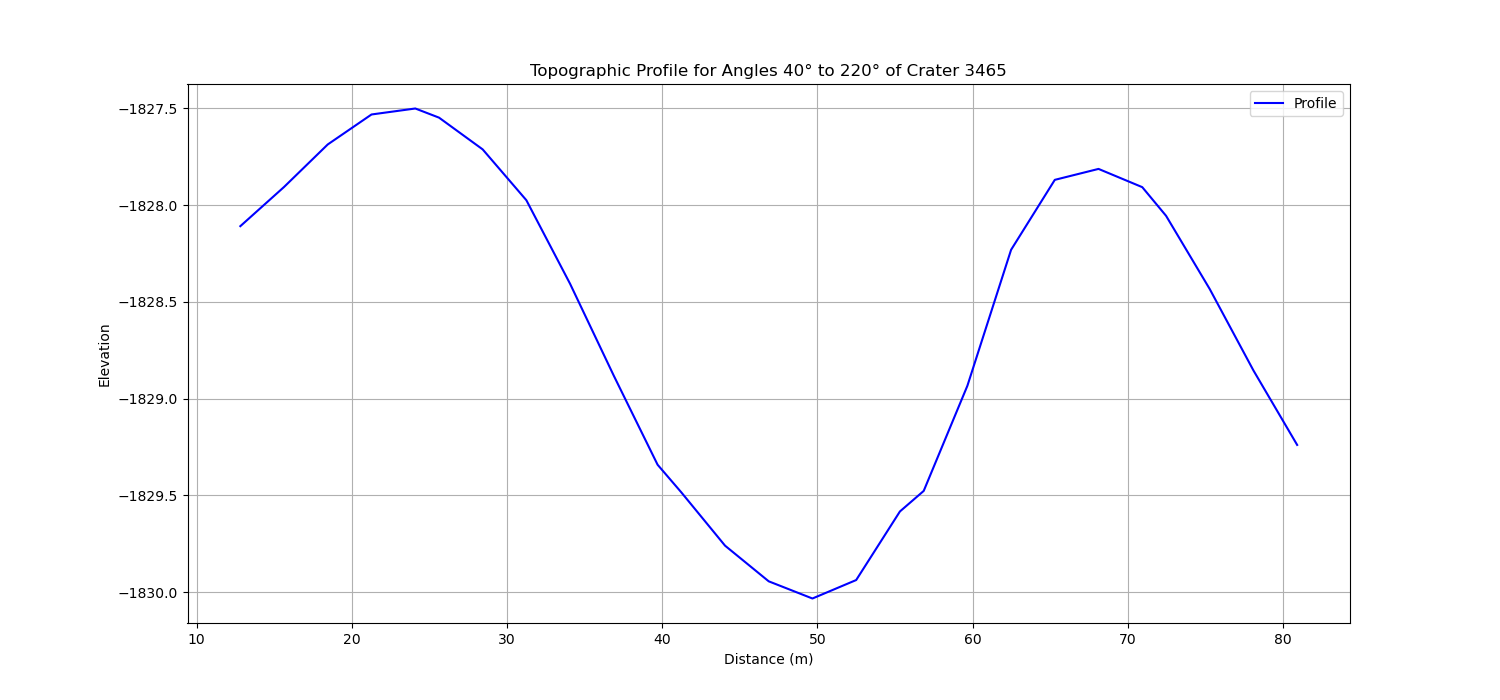 Topographic Profile for Angles 40° to 220° of Crater 3465
Profile
−1827.5
−1828.0
−1828.5
−1829.0
−1829.5
−1830.0
Elevation
10 20 30 40 50 60 70 80
Distance (m)